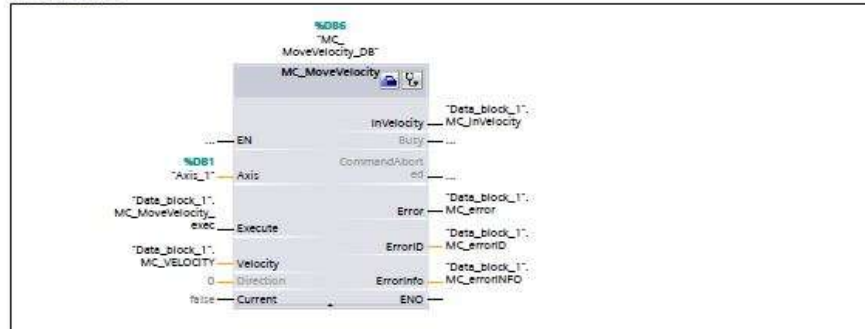 %DB6
"MC_
MoveVelocity_DB"
MC_MoveVelocity
InVelocity
"Data_block_1".
MC_InVelocity
...
EN
Busy
...
%DB1
"Axis_1"
Axis
CommandAbort
ed
...
"Data_block_1".
MC_MoveVelocity_
exec
Execute
Error
"Data_block_1".
MC_error
"Data_block_1".
MC_VELOCITY
Velocity
ErrorID
"Data_block_1".
MC_errorID
0
Direction
ErrorInfo
"Data_block_1".
MC_errorINFO
false
Current
ENO